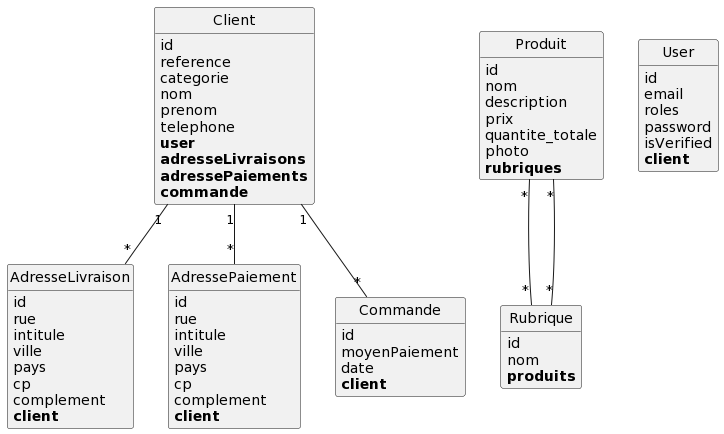 Client
id
reference
categorie
nom
prenom
telephone
user
adresseLivraisons
adressePaiements
commande
Produit
id
nom
description
prix
quantite_totale
photo
rubriques
User
id
email
roles
password
isVerified
client
1
1
1
*
*
*
*
*
*
*
AdresseLivraison
id
rue
intitule
ville
pays
cp
complement
client
AdressePaiement
id
rue
intitule
ville
pays
cp
complement
client
Commande
id
moyenPaiement
date
client
Rubrique
id
nom
produits